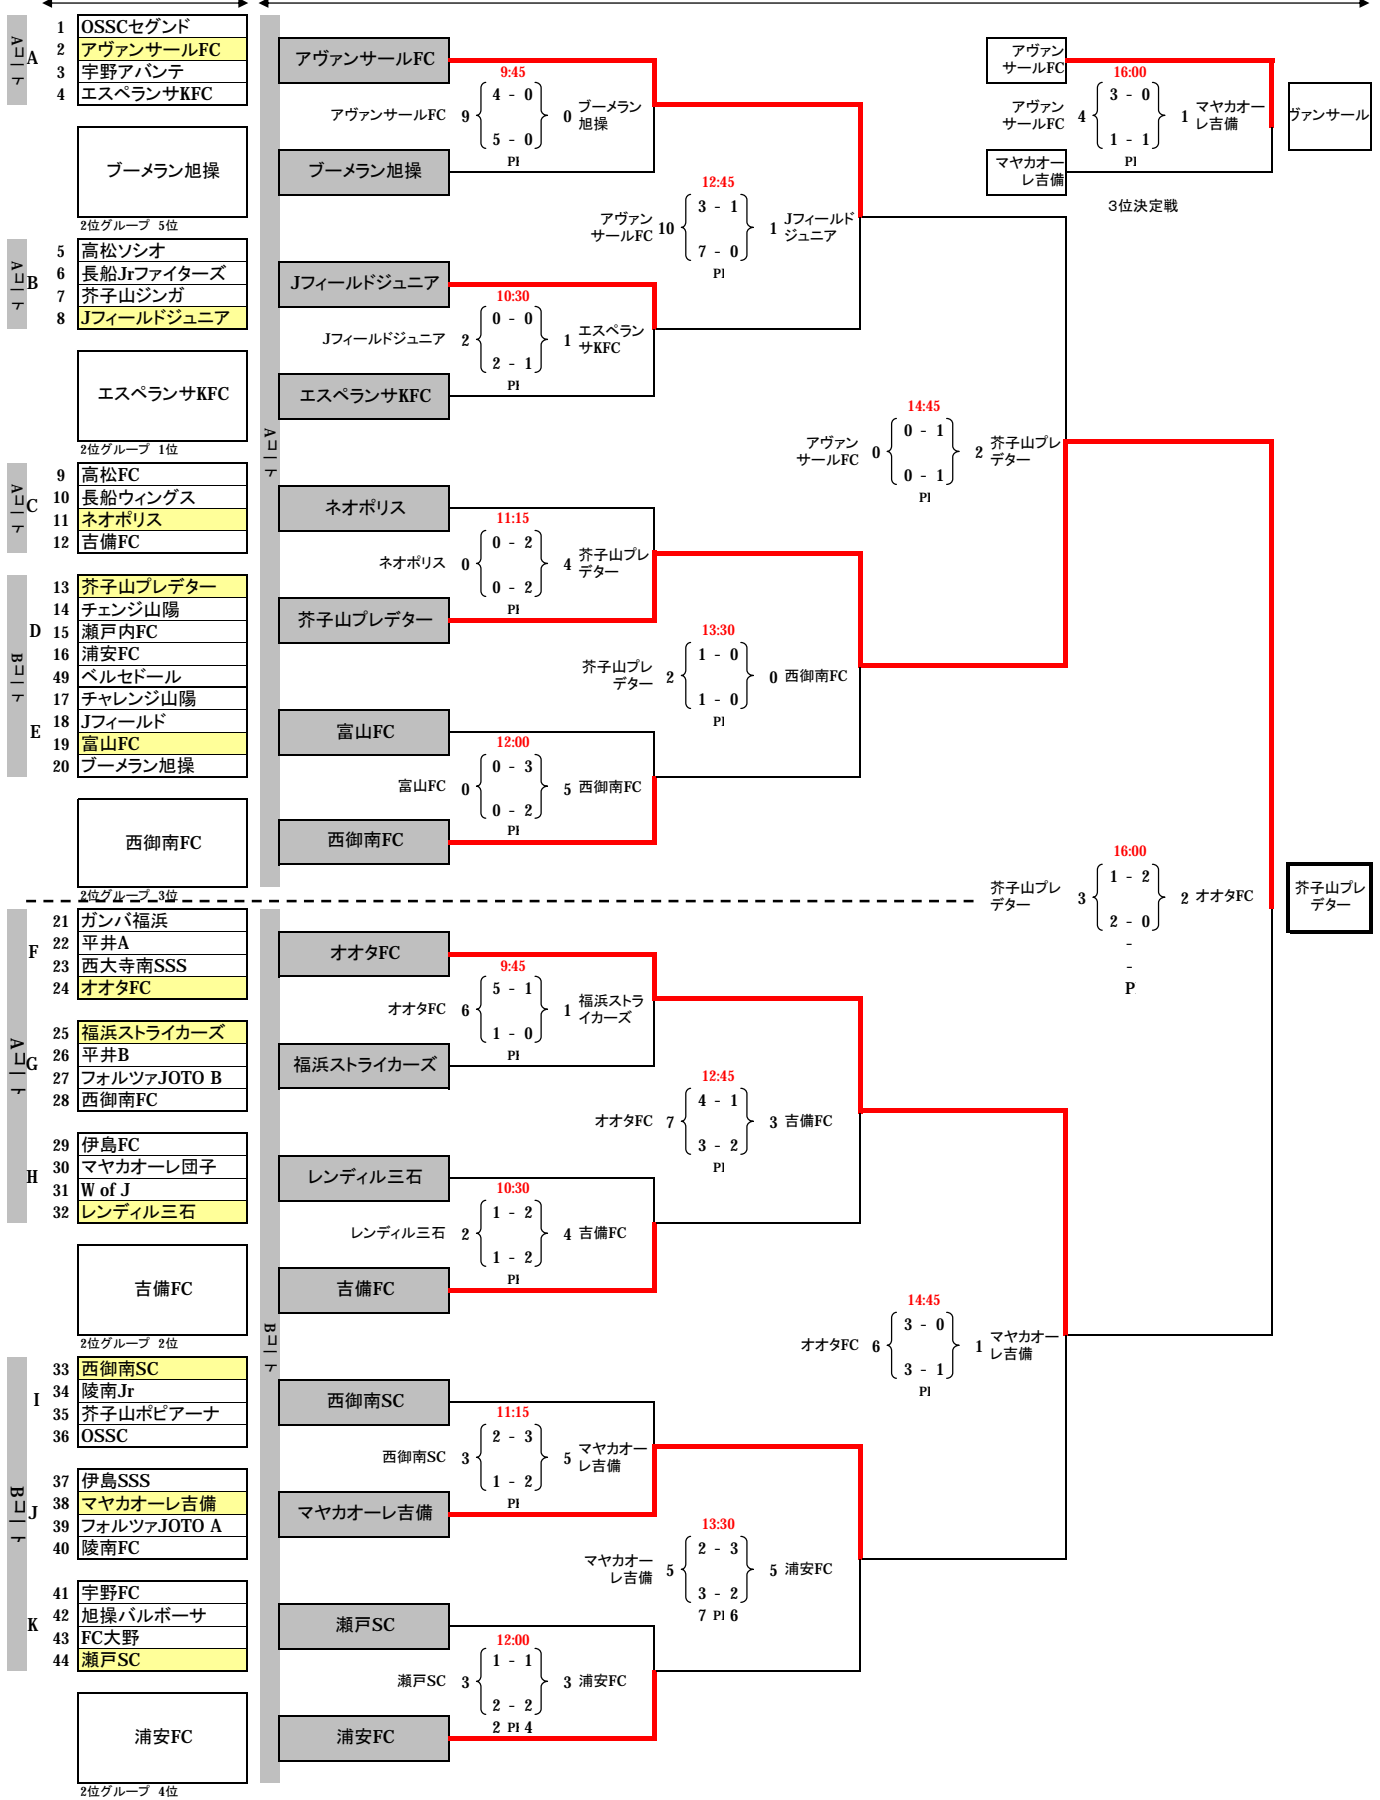 Aコート
A
1 OSSCセグンド
2 アヴァンサールFC
3 宇野アバンテ
4 エスペランサKFC
ブーメラン旭操
2位グループ 5位
Aコート
B
5 高松ソシオ
6 長船Jrファイターズ
7 芥子山ジンガ
8 Jフィールドジュニア
エスペランサKFC
2位グループ 1位
Aコート
C
9 高松FC
10 長船ウィングス
11 ネオポリス
12 吉備FC
Bコート
D
13 芥子山プレデター
14 チェンジ山陽
15 瀬戸内FC
16 浦安FC
49 ベルセドール
E
17 チャレンジ山陽
18 Jフィールド
19 富山FC
20 ブーメラン旭操
西御南FC
2位グループ 3位
Aコート
F
21 ガンバ福浜
22 平井A
23 西大寺南SSS
24 オオタFC
G
25 福浜ストライカーズ
26 平井B
27 フォルツァJOTO B
28 西御南FC
H
29 伊島FC
30 マヤカオーレ団子
31 W of J
32 レンディル三石
吉備FC
2位グループ 2位
Bコート
I
33 西御南SC
34 陵南Jr
35 芥子山ポピアーナ
36 OSSC
J
37 伊島SSS
38 マヤカオーレ吉備
39 フォルツァJOTO A
40 陵南FC
K
41 宇野FC
42 旭操バルボーサ
43 FC大野
44 瀬戸SC
浦安FC
2位グループ 4位
Aコート
アヴァンサールFC
9:45
4 - 0
アヴァンサールFC 9 0 ブーメラン
旭操
5 - 0
PK
ブーメラン旭操
Jフィールドジュニア
10:30
0 - 0
Jフィールドジュニア 2 1 エスペラン
サKFC
2 - 1
PK
エスペランサKFC
ネオポリス
11:15
0 - 2
ネオポリス 0 4 芥子山プレ
デター
0 - 2
PK
芥子山プレデター
富山FC
12:00
0 - 3
富山FC 0 5 西御南FC
0 - 2
PK
西御南FC
Bコート
オオタFC
9:45
5 - 1
オオタFC 6 1 福浜ストラ
イカーズ
1 - 0
PK
福浜ストライカーズ
レンディル三石
10:30
1 - 2
レンディル三石 2 4 吉備FC
1 - 2
PK
吉備FC
西御南SC
11:15
2 - 3
西御南SC 3 5 マヤカオー
レ吉備
1 - 2
PK
マヤカオーレ吉備
瀬戸SC
12:00
1 - 1
瀬戸SC 3 3 浦安FC
2 - 2
2 PK 4
浦安FC
12:45
3 - 1
アヴァン
サールFC 10 1 Jフィールド
ジュニア
7 - 0
PK
13:30
1 - 0
芥子山プレ
デター 2 0 西御南FC
1 - 0
PK
12:45
4 - 1
オオタFC 7 3 吉備FC
3 - 2
PK
13:30
2 - 3
マヤカオー
レ吉備 5 5 浦安FC
3 - 2
7 PK 6
14:45
0 - 1
アヴァン
サールFC 0 2 芥子山プレ
デター
0 - 1
PK
14:45
3 - 0
オオタFC 6 1 マヤカオー
レ吉備
3 - 1
PK
アヴァン
サールFC
16:00
3 - 0
アヴァン
サールFC 4 1 マヤカオー
レ吉備
1 - 1
PK
マヤカオー
レ吉備
ヴァンサール
3位決定戦
16:00
1 - 2
芥子山プレ
デター 3 2 オオタFC
2 - 0
-
-
P
芥子山プレ
デター